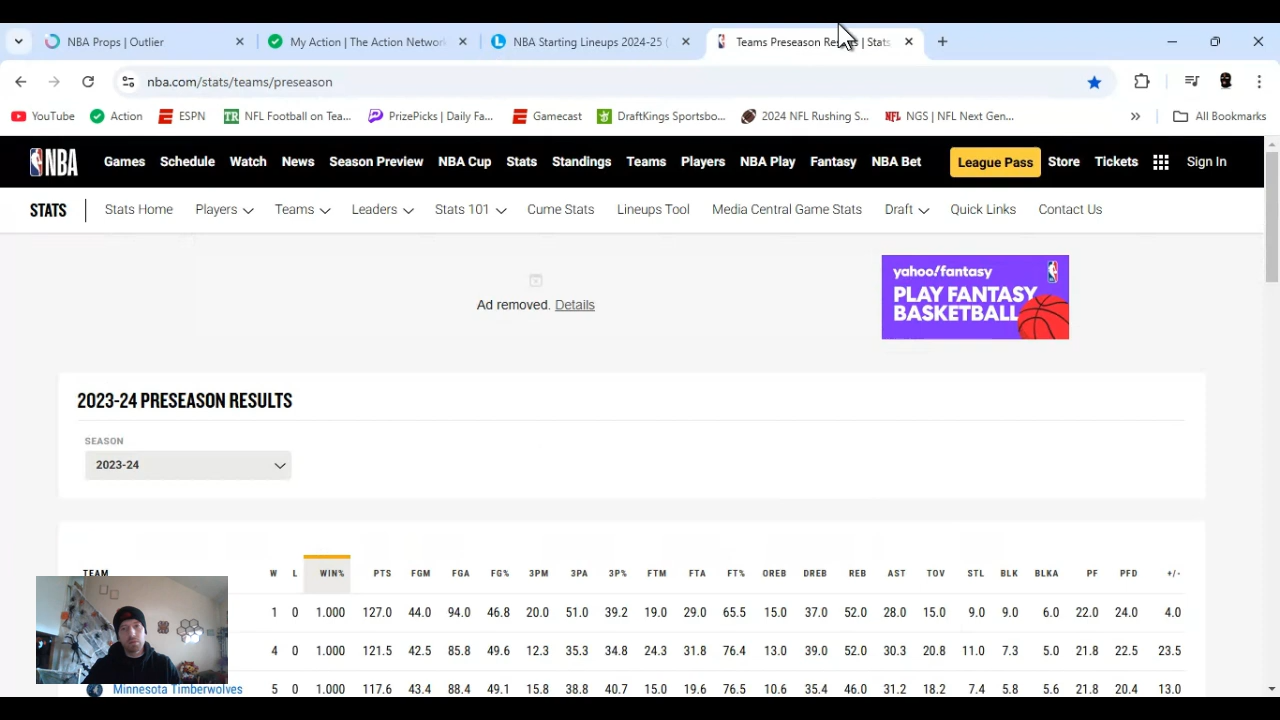 NBA Props | Outlier
My Action | The Action Networ
NBA Starting Lineups 2024-25 (
Teams Preseason Re | Stats
nba.com/stats/teams/preseason
YouTube
Action
ESPN
NFL Football on Tea...
PrizePicks | Daily Fa...
Gamecast
DraftKings Sportsbo...
2024 NFL Rushing S...
NGS | NFL Next Gen...
»
All Bookmarks
NBA
Games Schedule Watch News Season Preview NBA Cup Stats Standings Teams Players NBA Play Fantasy NBA Bet League Pass Store Tickets Sign In
STATS
Stats Home Players Teams Leaders Stats 101 Cume Stats Lineups Tool Media Central Game Stats Draft Quick Links Contact Us
Ad removed. Details
yahoo!fantasy
PLAY FANTASY
BASKETBALL
2023-24 PRESEASON RESULTS
SEASON
2023-24
TEAM W L WIN% PTS FGM FGA FG% 3PM 3PA 3P% FTM FTA FT% OREB DREB REB AST TOV STL BLK BLKA PF PFD +/-
1 0 1.000 127.0 44.0 94.0 46.8 20.0 51.0 39.2 19.0 29.0 65.5 15.0 37.0 52.0 28.0 15.0 9.0 9.0 6.0 22.0 24.0 4.0
4 0 1.000 121.5 42.5 85.8 49.6 12.3 35.3 34.8 24.3 31.8 76.4 13.0 39.0 52.0 30.3 20.8 11.0 7.3 5.0 21.8 22.5 23.5
Minnesota Timberwolves 5 0 1.000 117.6 43.4 88.4 49.1 15.8 38.8 40.7 15.0 19.6 76.5 10.6 35.4 46.0 31.2 18.2 7.4 5.8 5.6 21.8 20.4 13.0